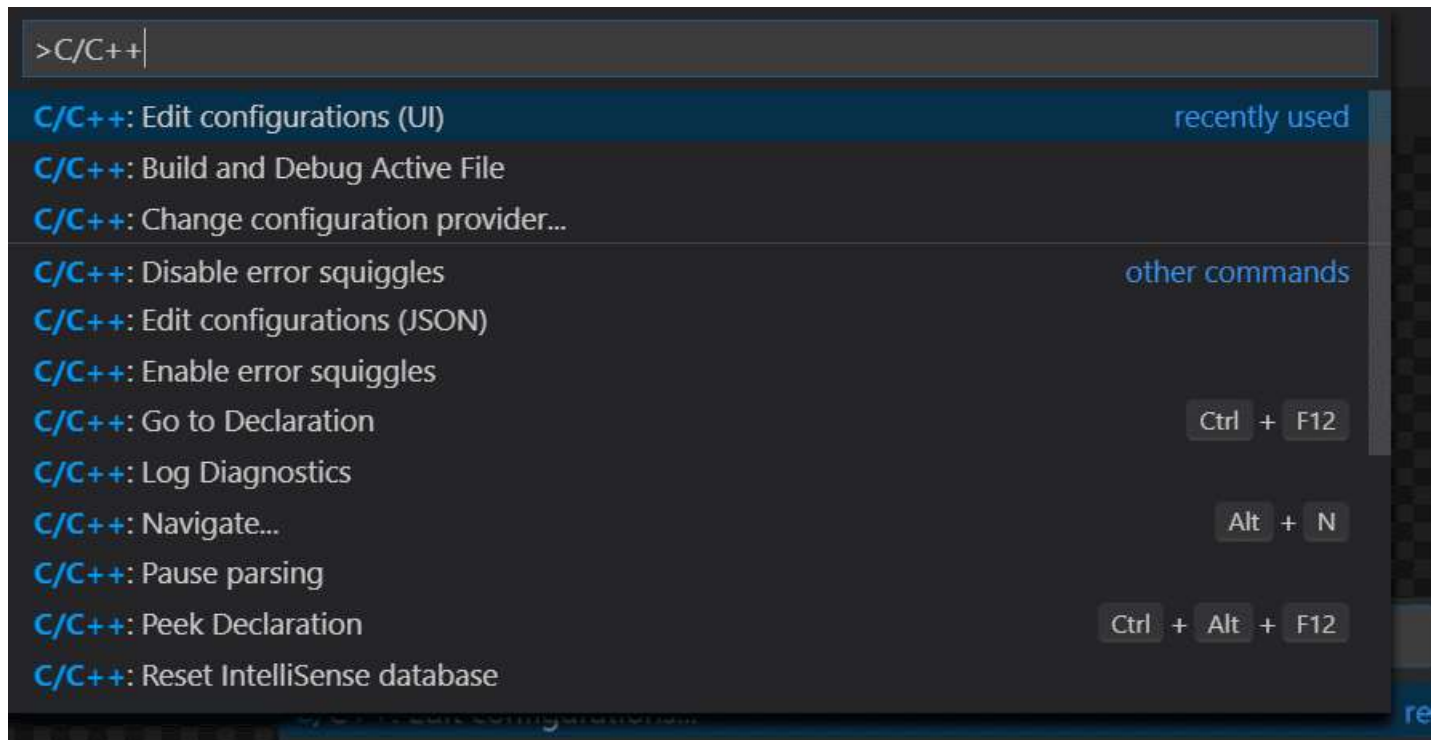 >C/C++
C/C++: Edit configurations (UI) recently used
C/C++: Build and Debug Active File
C/C++: Change configuration provider...
C/C++: Disable error squiggles other commands
C/C++: Edit configurations (JSON)
C/C++: Enable error squiggles
C/C++: Go to Declaration Ctrl + F12
C/C++: Log Diagnostics
C/C++: Navigate... Alt + N
C/C++: Pause parsing
C/C++: Peek Declaration Ctrl + Alt + F12
C/C++: Reset IntelliSense database
re